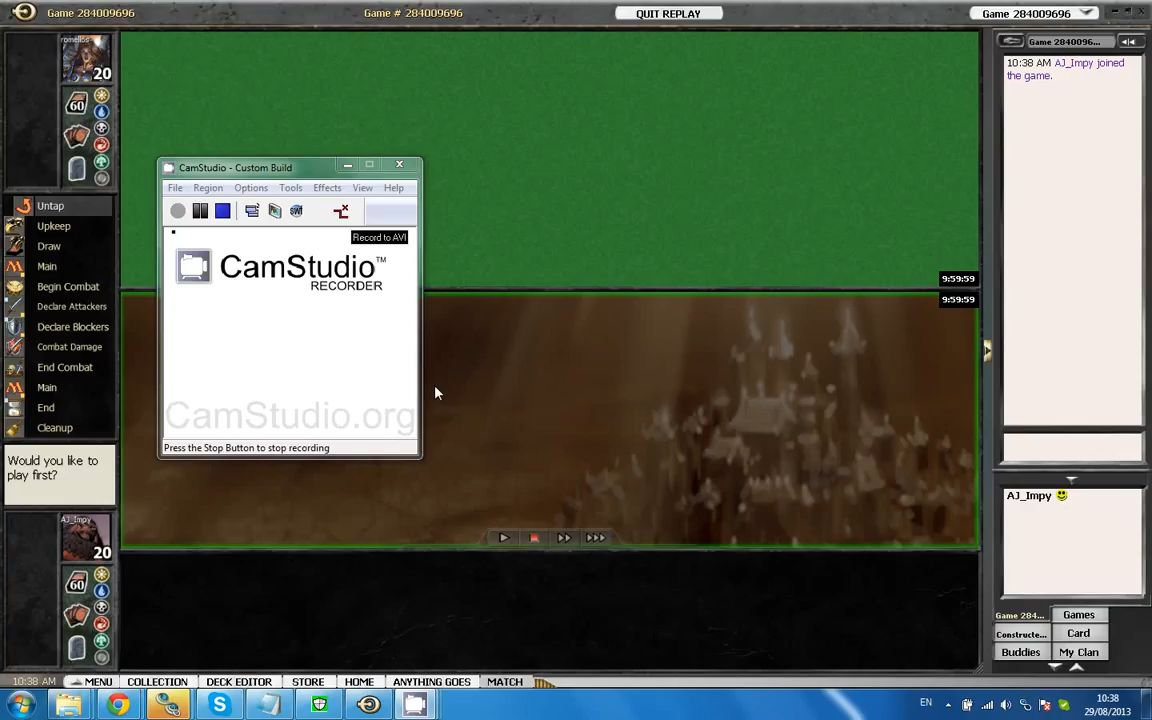 Game 284009696
Game # 284009696
QUIT REPLAY
Game 284009696
romellos
20
60
Untap
Upkeep
Draw
Main
Begin Combat
Declare Attackers
Declare Blockers
Combat Damage
End Combat
Main
End
Cleanup
Would you like to
play first?
AJ_Impy
20
60
CamStudio - Custom Build
File Region Options Tools Effects View Help
Record to AVI
CamStudio™
RECORDER
CamStudio.org
Press the Stop Button to stop recording
9:59:59
9:59:59
Game 2840096...
10:38 AM AJ_Impy joined
the game.
AJ_Impy
Game 284... Games
Constructe... Card
Buddies My Clan
10:38 AM MENU COLLECTION DECK EDITOR STORE HOME ANYTHING GOES MATCH
EN
10:38
29/08/2013